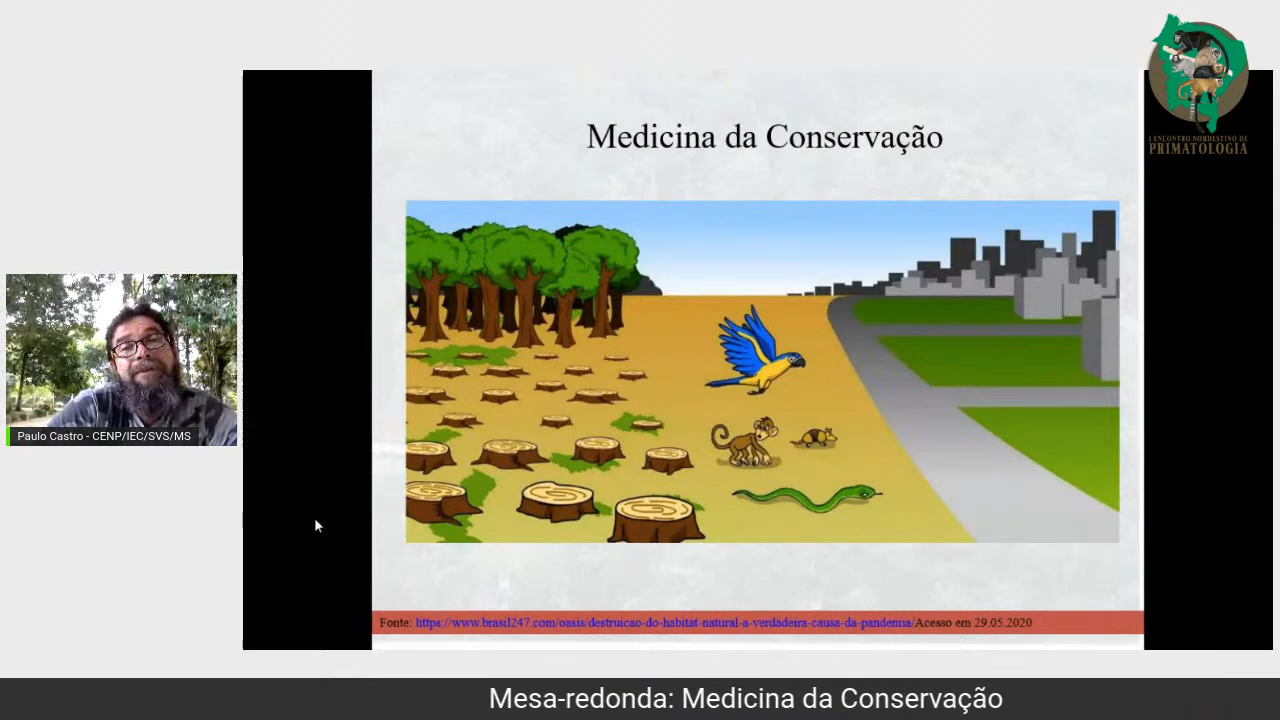 I ENCONTRO NORDESTINO DE
PRIMATOLOGIA
Medicina da Conservação
Paulo Castro - CENP/IEC/SVS/MS
Fonte: https://www.brasil247.com/oasis/destruicao-do-habitat-natural-a-verdadeira-causa-da-pandemia/Acesso em 29.05.2020
Mesa-redonda: Medicina da Conservação